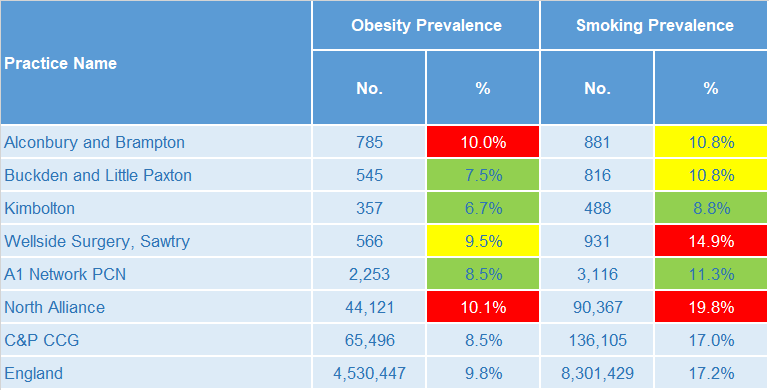 Obesity Prevalence Smoking Prevalence
Practice Name
No. % No. %
Alconbury and Brampton 785 10.0% 881 10.8%
Buckden and Little Paxton 545 7.5% 816 10.8%
Kimbolton 357 6.7% 488 8.8%
Wellside Surgery, Sawtry 566 9.5% 931 14.9%
A1 Network PCN 2,253 8.5% 3,116 11.3%
North Alliance 44,121 10.1% 90,367 19.8%
C&P CCG 65,496 8.5% 136,105 17.0%
England 4,530,447 9.8% 8,301,429 17.2%